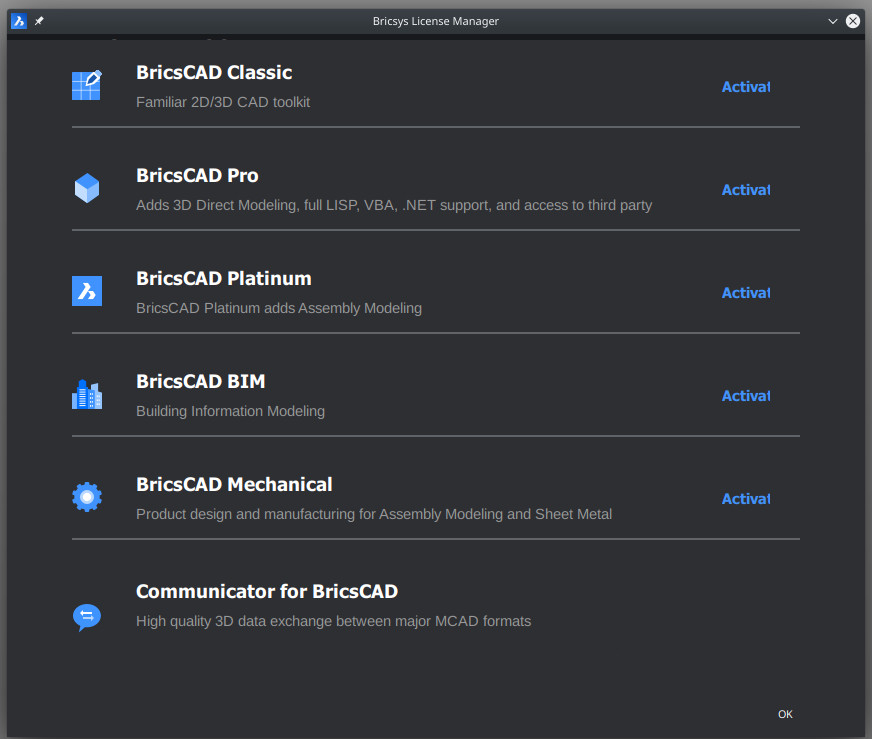 Bricsys License Manager
BricsCAD Classic
Familiar 2D/3D CAD toolkit
Activat
BricsCAD Pro
Adds 3D Direct Modeling, full LISP, VBA, .NET support, and access to third party
Activat
BricsCAD Platinum
BricsCAD Platinum adds Assembly Modeling
Activat
BricsCAD BIM
Building Information Modeling
Activat
BricsCAD Mechanical
Product design and manufacturing for Assembly Modeling and Sheet Metal
Activat
Communicator for BricsCAD
High quality 3D data exchange between major MCAD formats
OK